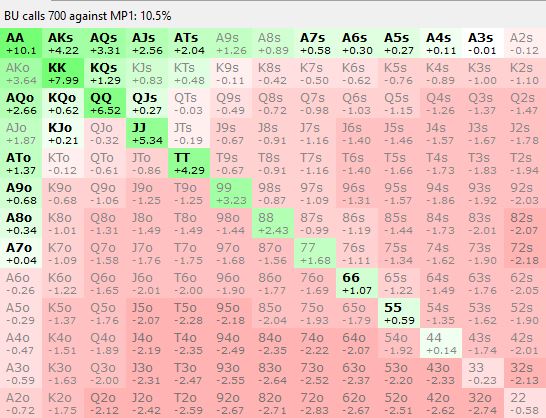 BU calls 700 against MP1: 10.5%
AA AKs AQs AJs ATs A9s A8s A7s A6s A5s A4s A3s A2s
+10.1 +4.22 +3.31 +2.56 +2.04 +1.26 +0.89 +0.58 +0.30 +0.27 +0.11 -0.01 -0.12
AKo KK KQs KJs KTs K9s K8s K7s K6s K5s K4s K3s K2s
+3.64 +7.99 +1.29 +0.83 +0.48 -0.11 -0.42 -0.50 -0.62 -0.76 -0.89 -1.00 -1.10
AQo KQo QQ QJs QTs Q9s Q8s Q7s Q6s Q5s Q4s Q3s Q2s
+2.66 +0.62 +6.52 +0.27 -0.03 -0.49 -0.72 -0.98 -1.03 -1.15 -1.26 -1.37 -1.47
AJo KJo QJo JJ JTs J9s J8s J7s J6s J5s J4s J3s J2s
+1.87 +0.21 -0.32 +5.34 -0.19 -0.67 -0.91 -1.16 -1.40 -1.46 -1.57 -1.67 -1.78
ATo KTo QTo JTo TT T9s T8s T7s T6s T5s T4s T3s T2s
+1.37 -0.12 -0.61 -0.86 +4.29 -0.67 -0.91 -1.16 -1.40 -1.66 -1.73 -1.83 -1.94
A9o K9o Q9o J9o T9o 99 98s 97s 96s 95s 94s 93s 92s
+0.68 -0.68 -1.06 -1.25 -1.25 +3.23 -0.87 -1.09 -1.31 -1.57 -1.86 -1.92 -2.03
A8o K8o Q8o J8o T8o 98o 88 87s 86s 85s 84s 83s 82s
+0.34 -1.01 -1.31 -1.49 -1.49 -1.44 +2.43 -0.99 -1.19 -1.44 -1.73 -2.01 -2.07
A7o K7o Q7o J7o T7o 97o 87o 77 76s 75s 74s 73s 72s
+0.04 -1.09 -1.58 -1.76 -1.75 -1.68 -1.56 +1.68 -1.11 -1.34 -1.62 -1.90 -2.18
A6o K6o Q6o J6o T6o 96o 86o 76o 66 65s 64s 63s 62s
-0.26 -1.22 -1.65 -2.01 -2.00 -1.90 -1.77 -1.69 +1.07 -1.22 -1.49 -1.76 -2.05
A5o K5o Q5o J5o T5o 95o 85o 75o 65o 55 54s 53s 52s
-0.29 -1.37 -1.76 -2.07 -2.28 -2.18 -2.04 -1.93 -1.79 +0.59 -1.35 -1.62 -1.90
A4o K4o Q4o J4o T4o 94o 84o 74o 64o 54o 44 43s 42s
-0.47 -1.51 -1.89 -2.19 -2.35 -2.49 -2.35 -2.22 -2.07 -1.92 +0.14 -1.74 -2.01
A3o K3o Q3o J3o T3o 93o 83o 73o 63o 53o 43o 33 32s
-0.59 -1.63 -2.00 -2.31 -2.47 -2.55 -2.64 -2.52 -2.37 -2.20 -2.33 -0.23 -2.13
A2o K2o Q2o J2o T2o 92o 82o 72o 62o 52o 42o 32o 22
-0.72 -1.75 -2.12 -2.42 -2.59 -2.67 -2.71 -2.83 -2.67 -2.51 -2.62 -2.74 -0.58